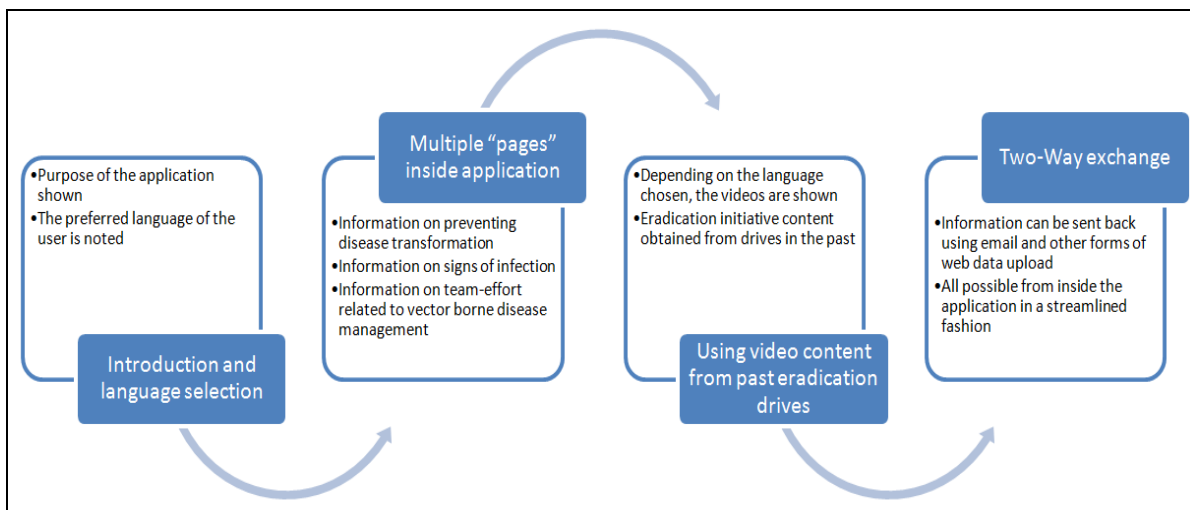 •Purpose of the application
shown
•The preferred language of the
user is noted
Introduction and
language selection
Multiple “pages”
inside application
•Information on preventing
disease transformation
•Information on signs of infection
•Information on team-effort
related to vector borne disease
management
•Depending on the language
chosen, the videos are shown
•Eradication initiative content
obtained from drives in the past
Using video content
from past eradication
drives
Two-Way exchange
•Information can be sent back
using email and other forms of
web data upload
•All possible from inside the
application in a streamlined
fashion